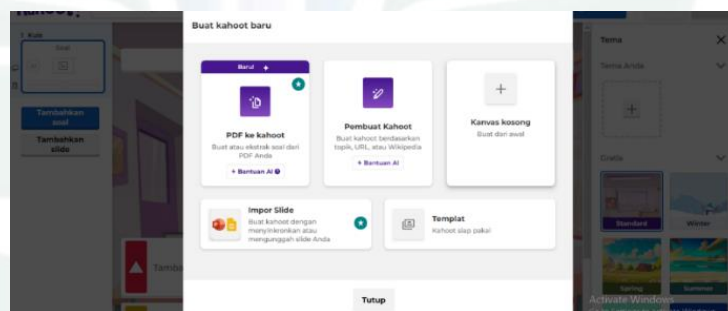 Buat kahoot baru
Tema
Tema Anda
Kuis
Soal
Tambahkan soal
Tambahkan slide
Baru!
PDF ke kahoot
Buat atau ekstrak soal dari
PDF Anda
+ Bantuan AI
Pembuat Kahoot
Buat kahoot berdasarkan
topik, URL, atau Wikipedia
+ Bantuan AI
Kanvas kosong
Buat dari awal
Gratis
Standard
Winter
Impor Slide
Buat kahoot dengan
menyinkronkan atau
mengunggah slide Anda
Templat
Kahoot siap pakai
Spring
Summer
Tutup
Activate Windows